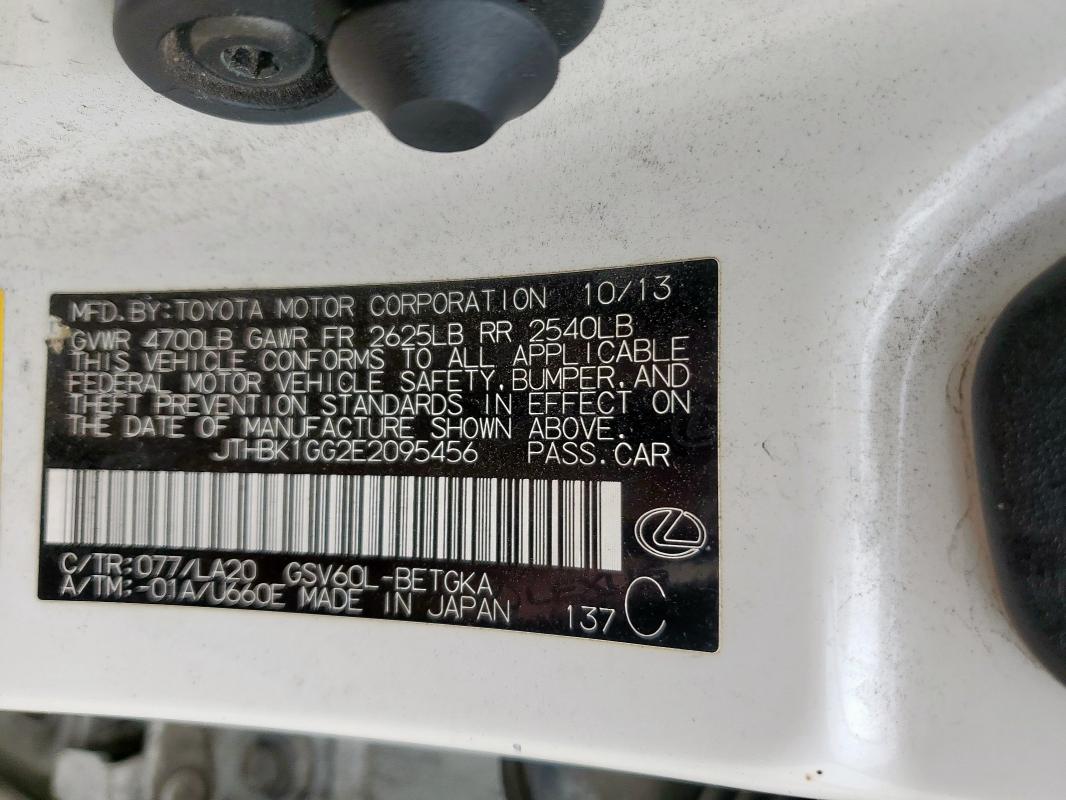 MFD. BY: TOYOTA MOTOR CORPORATION 10/13
GVWR 4700LB GAWR FR 2625LB RR 2540LB
THIS VEHICLE CONFORMS TO ALL APPLICABLE
FEDERAL MOTOR VEHICLE SAFETY, BUMPER, AND
THEFT PREVENTION STANDARDS IN EFFECT ON
THE DATE OF MANUFACTURE SHOWN ABOVE.
JTHBK1GG2E2095456 PASS. CAR
C/TR: 077/LA20 GSV60L-BETGKA
A/TM: -01A/U660E MADE IN JAPAN 137 C